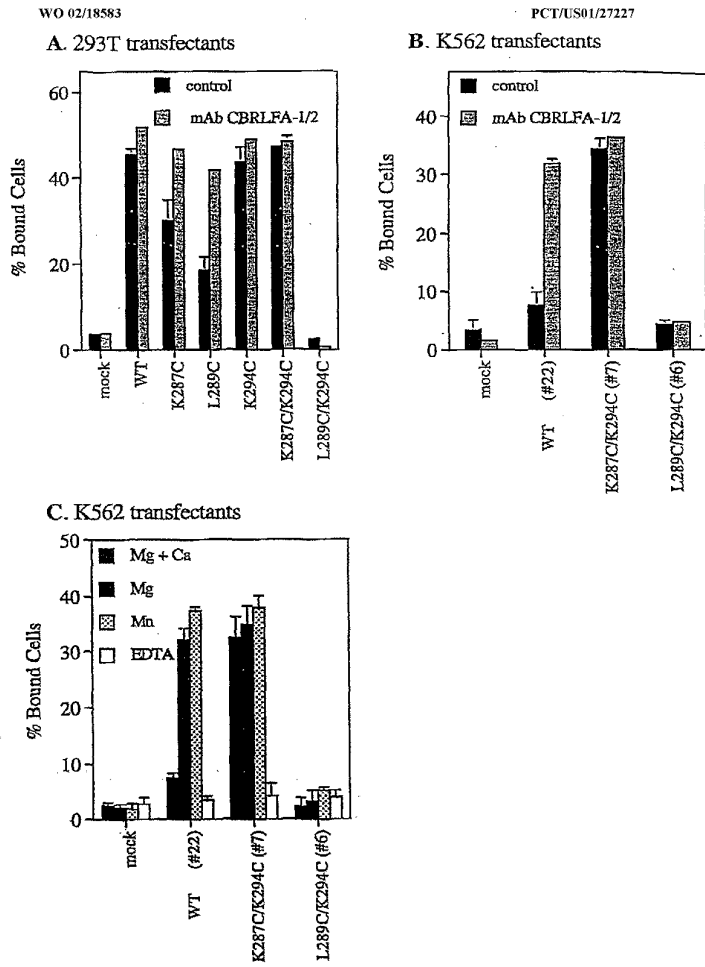 WO 02/18583
PCT/US01/27227
A. 293T transfectants
control
mAb CBRLFA-1/2
% Bound Cells
60
40
20
0
mock
WT
K287C
L289C
K294C
K287C/K294C
L289C/K294C
B. K562 transfectants
control
mAb CBRLFA-1/2
% Bound Cells
40
30
20
10
0
mock
WT (#22)
K287C/K294C (#7)
L289C/K294C (#6)
C. K562 transfectants
Mg + Ca
Mg
Mn
EDTA
% Bound Cells
50
40
30
20
10
0
mock
WT (#22)
K287C/K294C (#7)
L289C/K294C (#6)